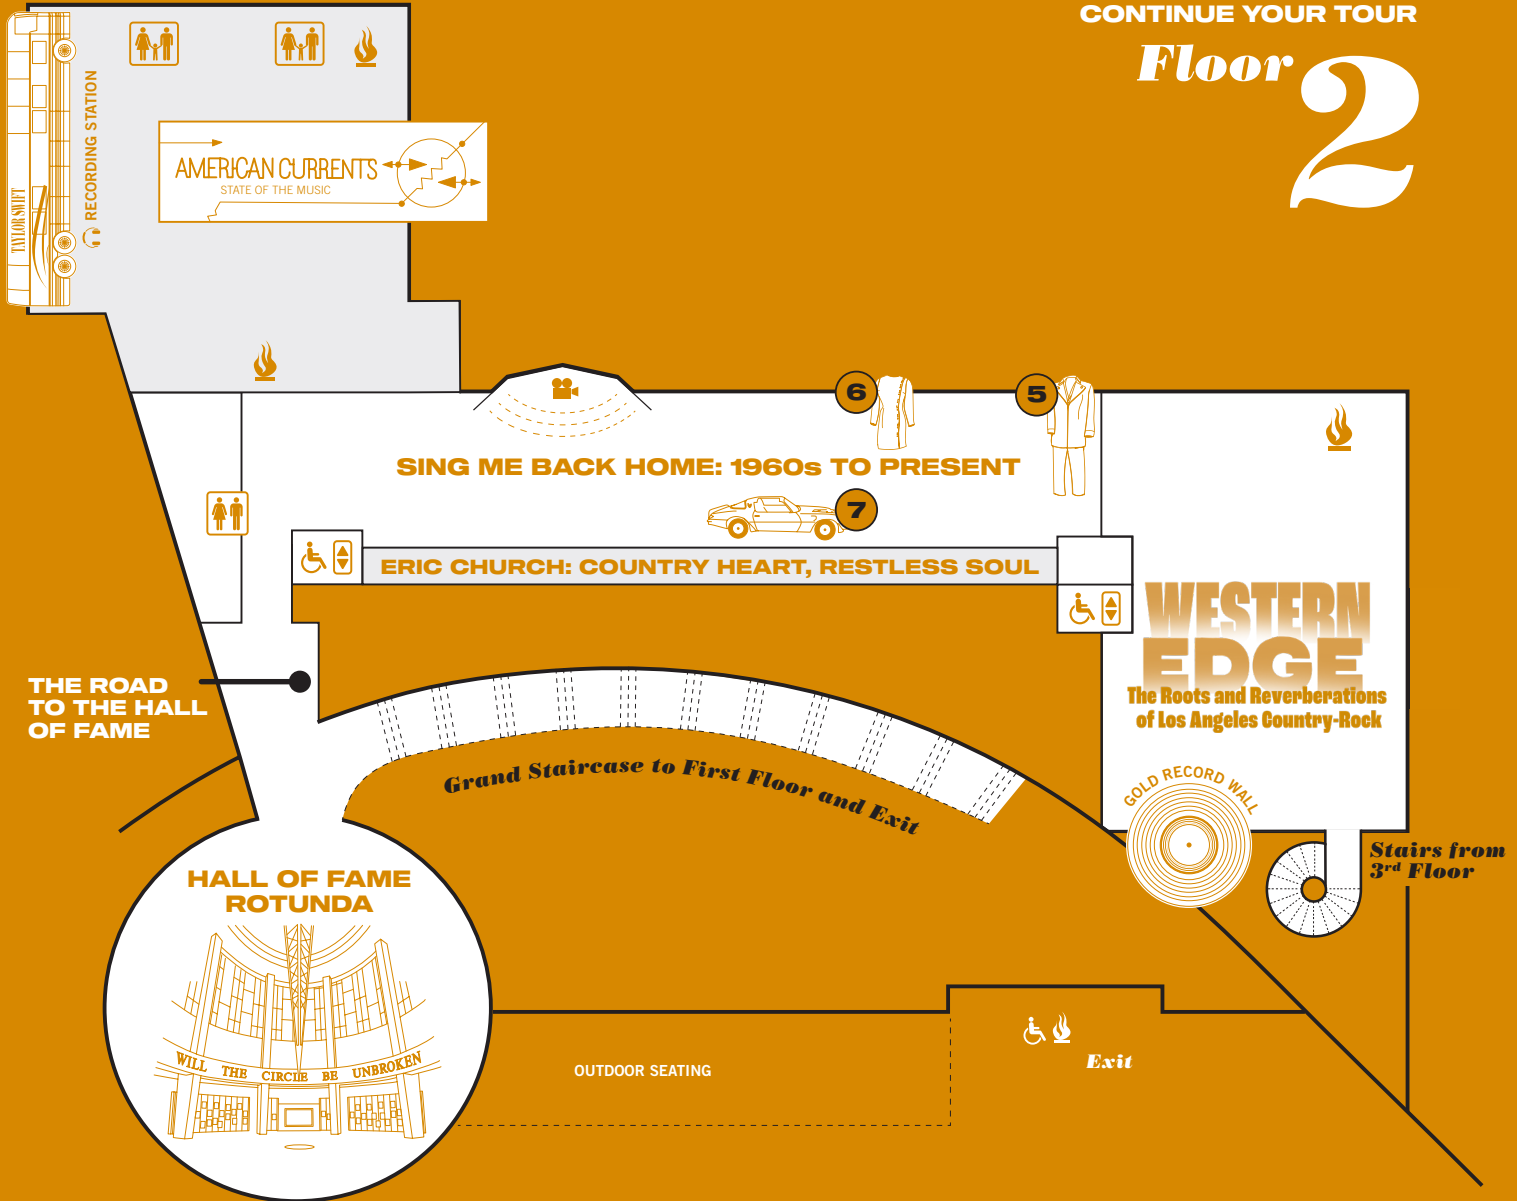 CONTINUE YOUR TOUR
Floor
2
TAYLOR SWIFT
RECORDING STATION
AMERICAN CURRENTS
STATE OF THE MUSIC
6
5
SING ME BACK HOME: 1960s TO PRESENT
7
ERIC CHURCH: COUNTRY HEART, RESTLESS SOUL
WESTERN
EDGE
The Roots and Reverberations
of Los Angeles Country-Rock
THE ROAD
TO THE HALL
OF FAME
Grand Staircase to First Floor and Exit
GOLD RECORD WALL
Stairs from
3rd Floor
HALL OF FAME
ROTUNDA
WILL THE CIRCLE BE UNBROKEN
OUTDOOR SEATING
Exit